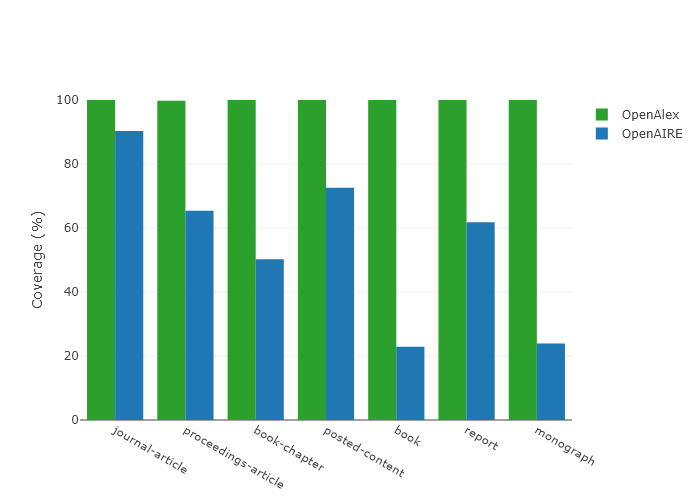 100
80
60
40
20
0
Coverage (%)
journal-article
proceedings-article
book-chapter
posted-content
book
report
monograph
OpenAlex
OpenAIRE